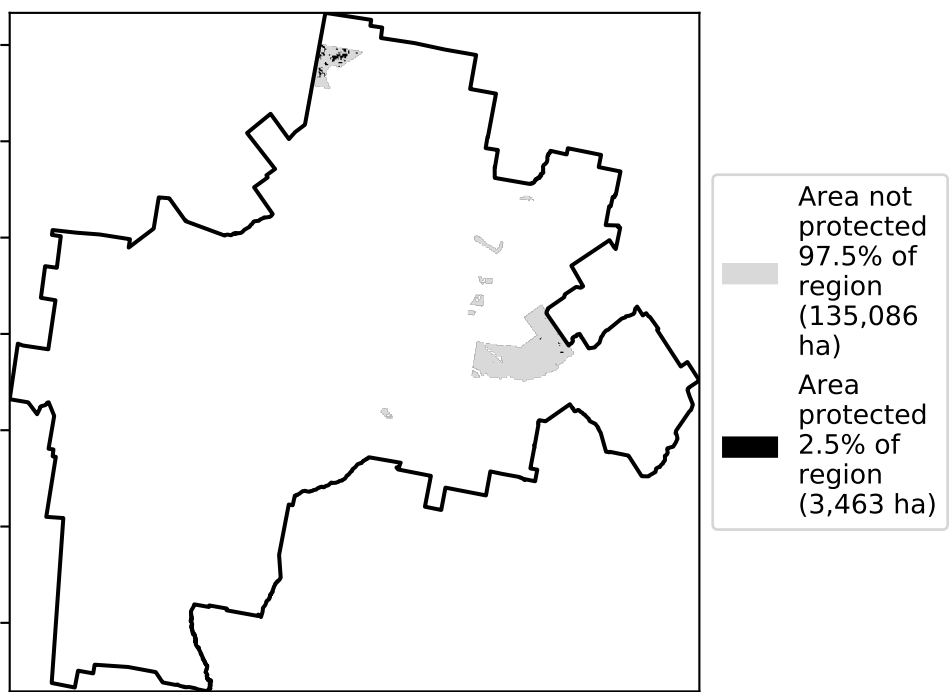 Area not
protected
97.5% of
region
(135,086
ha)
Area
protected
2.5% of
region
(3,463 ha)